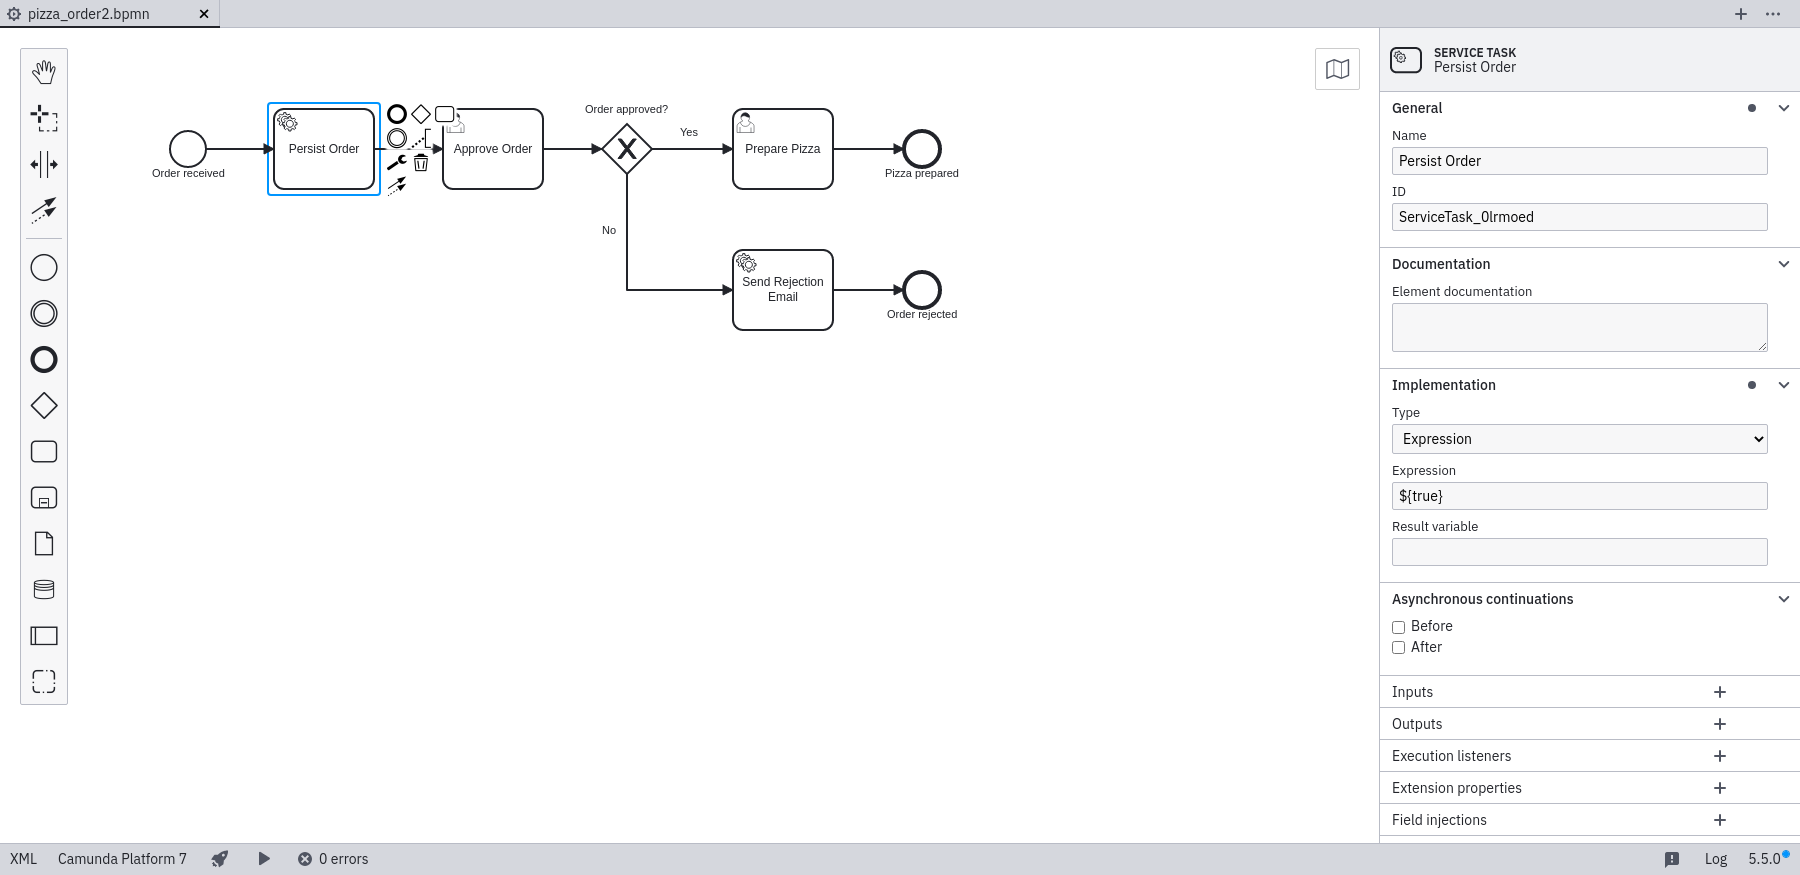 pizza_order2.bpmn
SERVICE TASK
Persist Order
Order received
Persist Order
Approve Order
Order approved?
Yes
No
Prepare Pizza
Pizza prepared
Send Rejection
Email
Order rejected
General
Name
Persist Order
ID
ServiceTask_0lrmoed
Documentation
Element documentation
Implementation
Type
Expression
Expression
${true}
Result variable
Asynchronous continuations
Before
After
Inputs
Outputs
Execution listeners
Extension properties
Field injections
XML
Camunda Platform 7
0 errors
Log
5.5.0